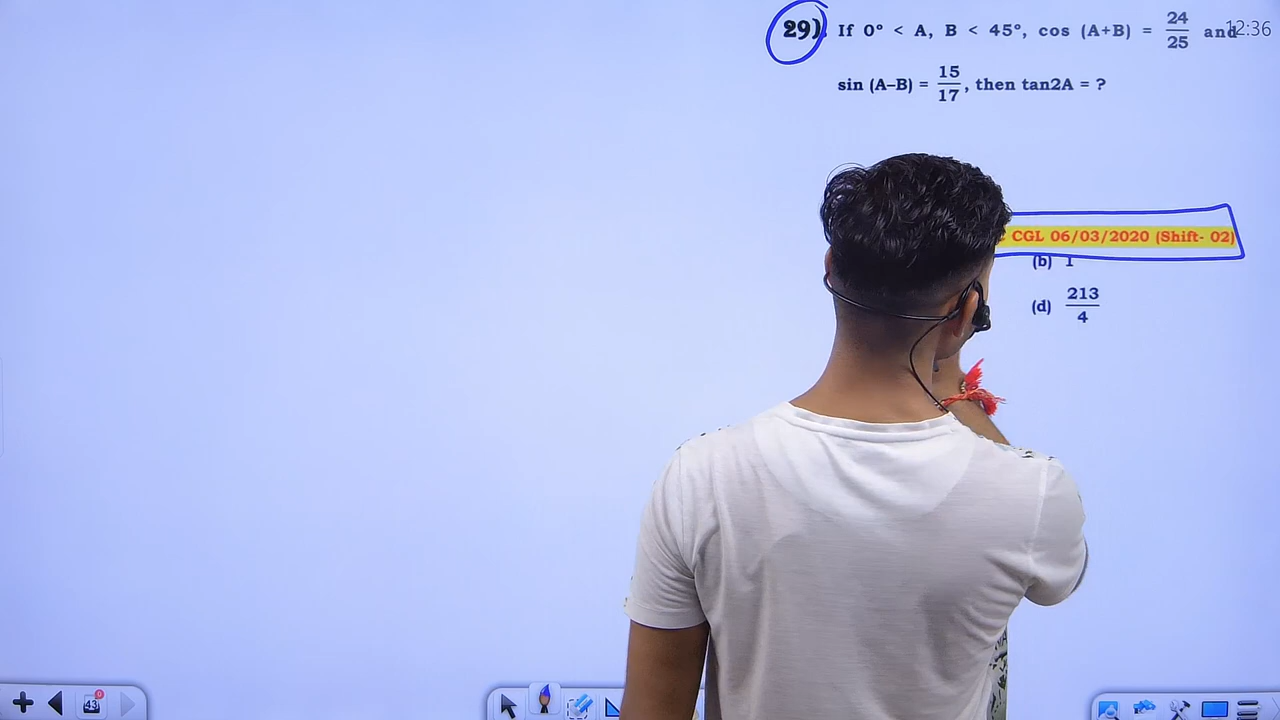 29) If 0° < A, B < 45°, cos (A+B) = 24/25 and
12:36
sin (A–B) = 15/17, then tan2A = ?
CGL 06/03/2020 (Shift- 02)
(b) 1
(d) 213/4
43
0